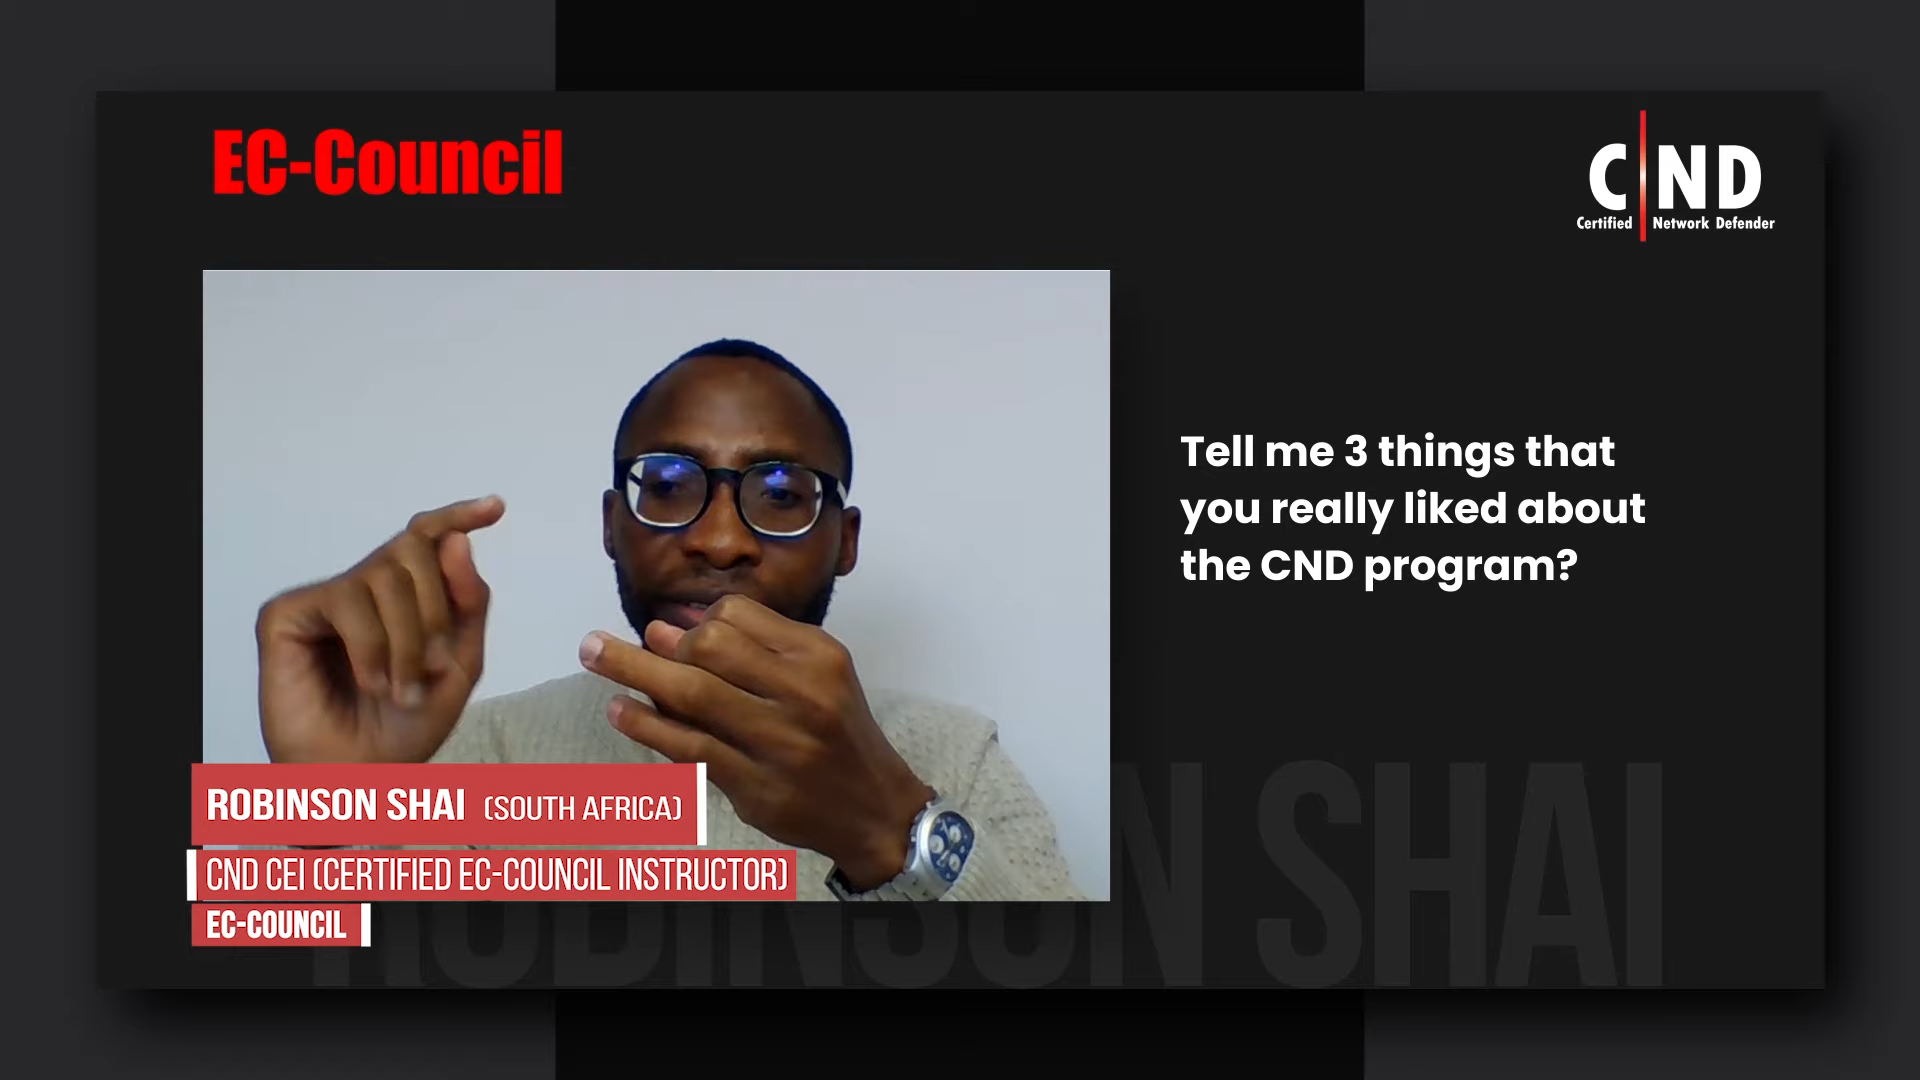 EC-Council
C|ND
Certified Network Defender
Tell me 3 things that
you really liked about
the CND program?
ROBINSON SHAI (SOUTH AFRICA)
CND CEI (CERTIFIED EC-COUNCIL INSTRUCTOR)
EC-COUNCIL
ROBINSON SHAI